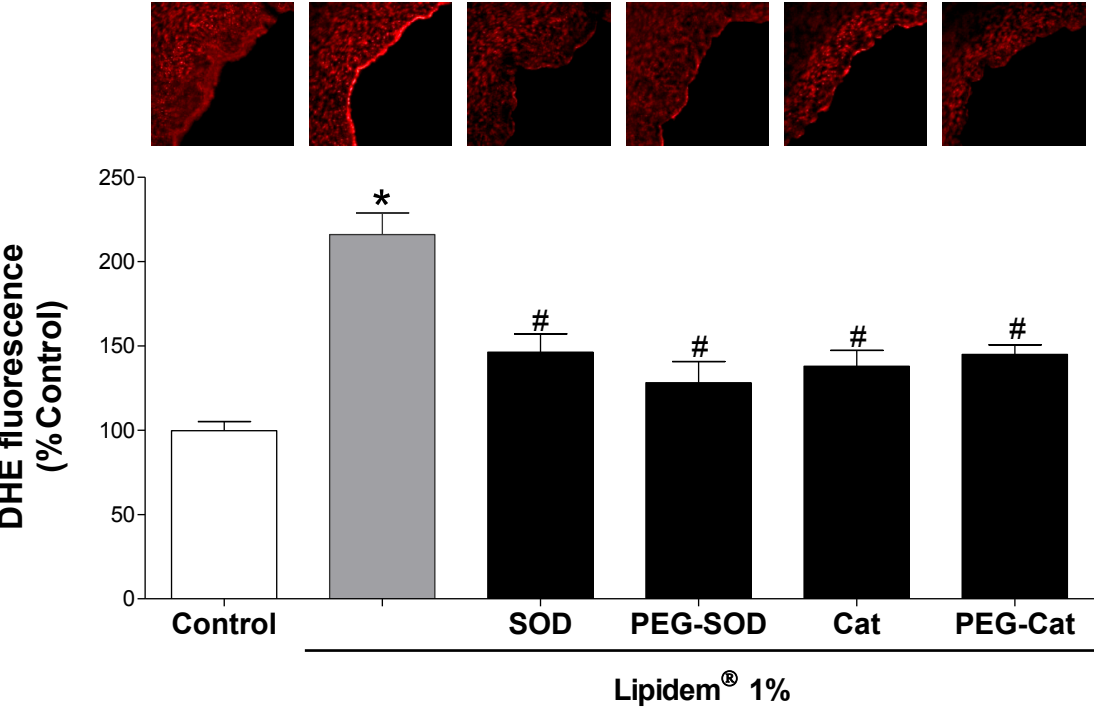 250
200
150
100
50
0
DHE fluorescence
(%Control)
*
#
#
#
#
Control
SOD
PEG-SOD
Cat
PEG-Cat
Lipidem® 1%